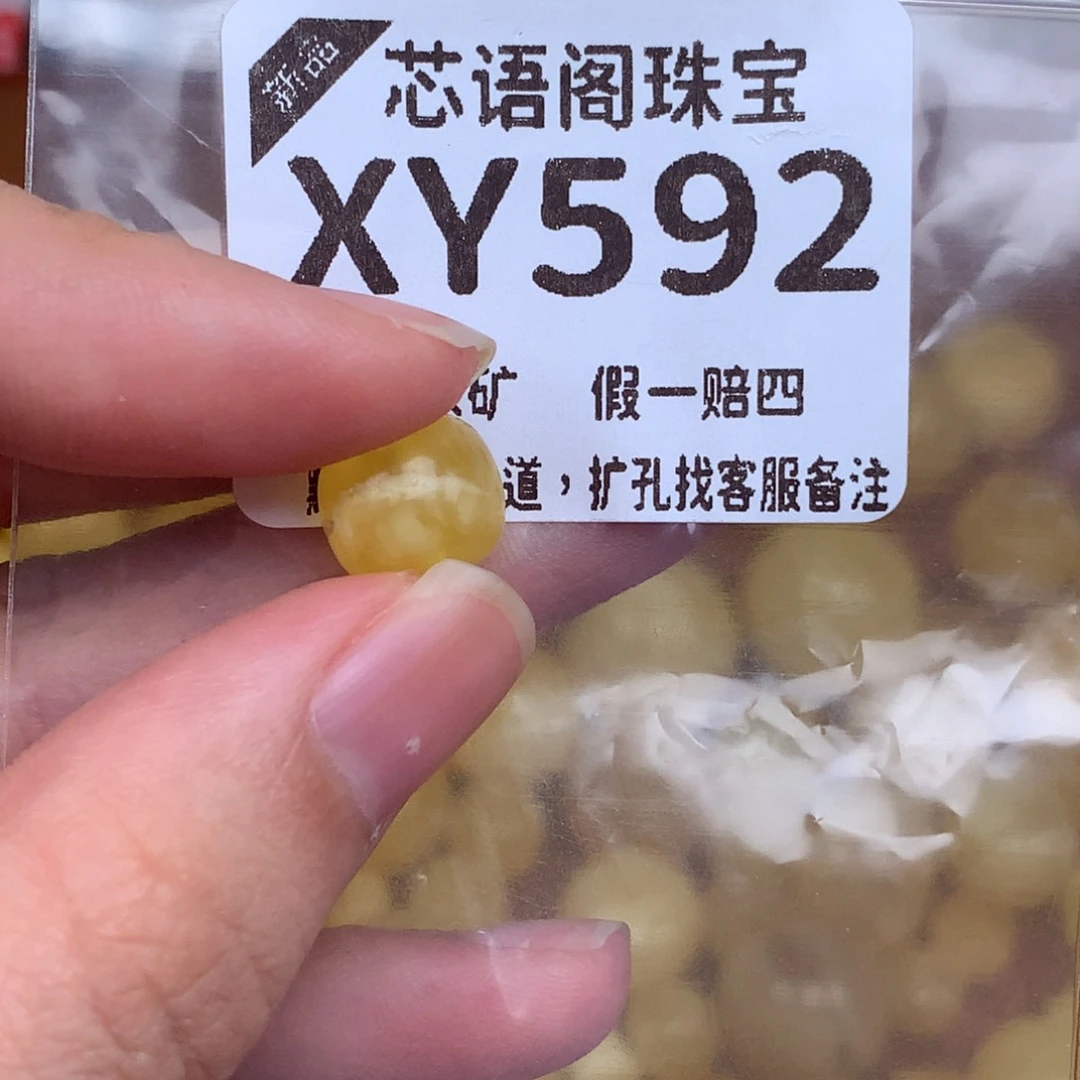 新品
芯语阁珠宝
XY592
矿 假一赔四
道，扩孔找客服备注